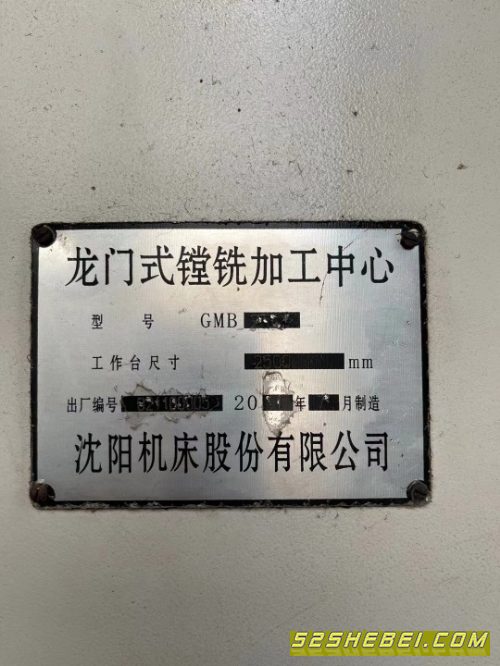 龙门式镗铣加工中心
型 号 GMB
工作台尺寸 mm
出厂编号 20 年 月制造
沈阳机床股份有限公司
52SHEBEI.COM